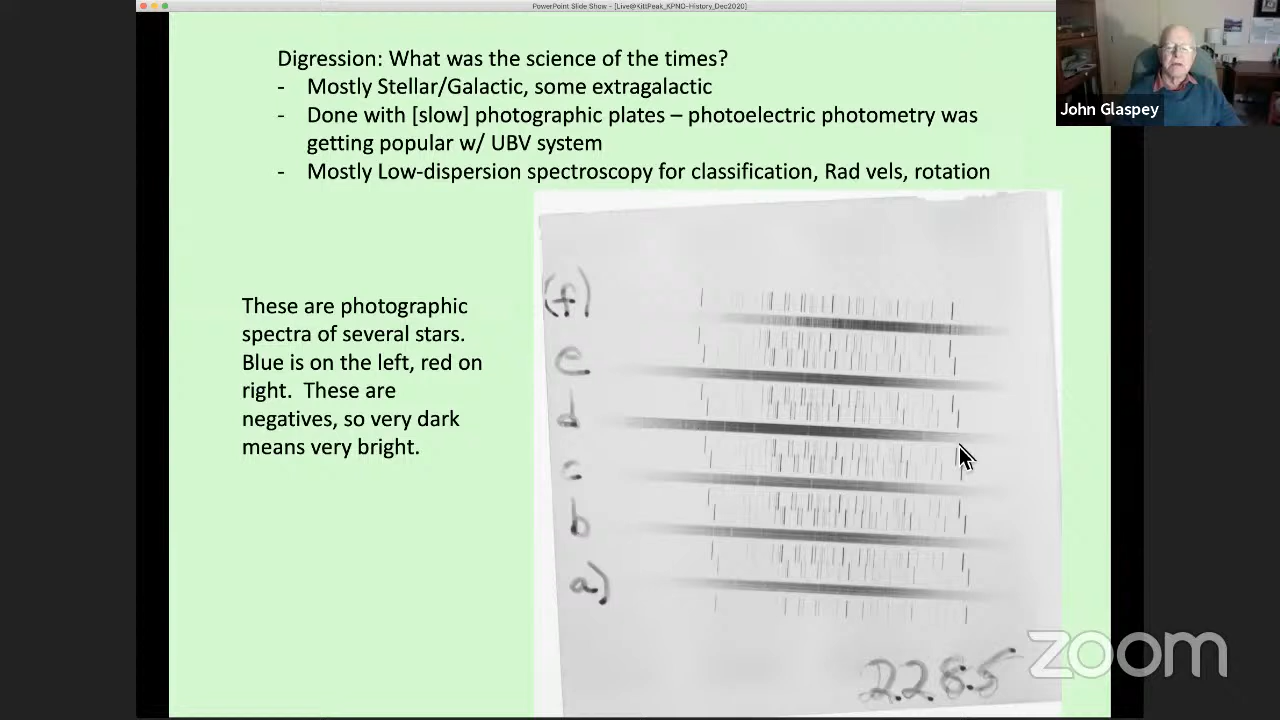 PowerPoint Slide Show - [Live@KittPeak_KPNO-History_Dec2020]
John Glaspey
Digression: What was the science of the times?
- Mostly Stellar/Galactic, some extragalactic
- Done with [slow] photographic plates – photoelectric photometry was
getting popular w/ UBV system
- Mostly Low-dispersion spectroscopy for classification, Rad vels, rotation
These are photographic
spectra of several stars.
Blue is on the left, red on
right. These are
negatives, so very dark
means very bright.
(f)
e
d
c
b
a)
2285
zoom